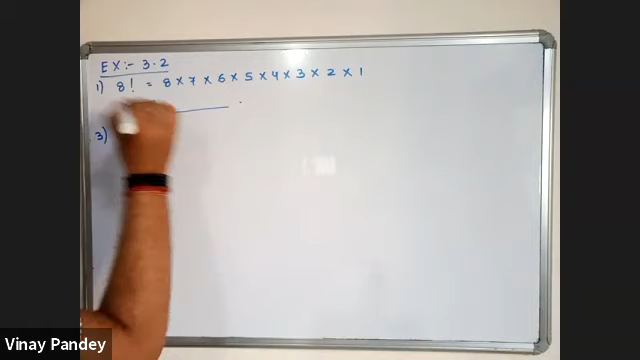 EX:- 3.2
1) 8! = 8 × 7 × 6 × 5 × 4 × 3 × 2 × 1
3)
Vinay Pandey